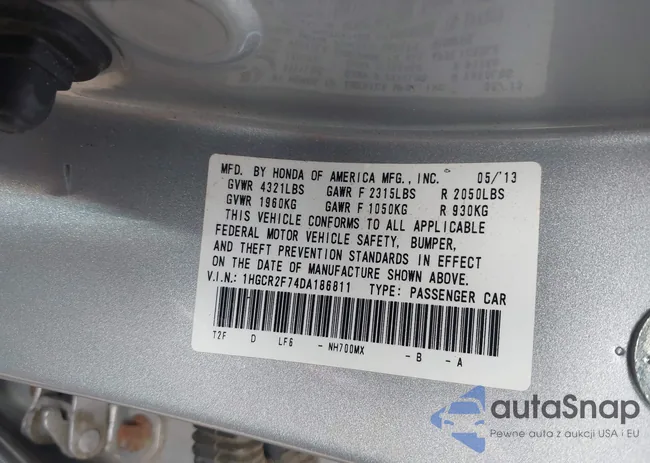 MFD. BY HONDA OF AMERICA MFG., INC. 05/'13
GVWR 4321LBS GAWR F 2315LBS R 2050LBS
GVWR 1960KG GAWR F 1050KG R 930KG
THIS VEHICLE CONFORMS TO ALL APPLICABLE
FEDERAL MOTOR VEHICLE SAFETY, BUMPER,
AND THEFT PREVENTION STANDARDS IN EFFECT
ON THE DATE OF MANUFACTURE SHOWN ABOVE.
V.I.N.: 1HGCR2F74DA186811 TYPE: PASSENGER CAR
T2F D LF6 - NH700MX - B - A
autaSnap
Pewne auta z aukcji USA i EU